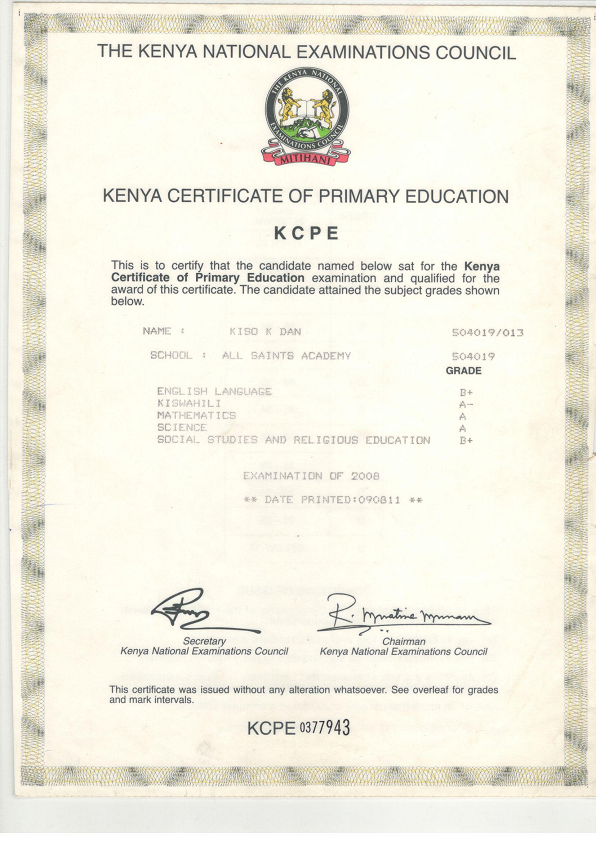 THE KENYA NATIONAL EXAMINATIONS COUNCIL
THE KENYA NATIONAL
EXAMINATIONS COUNCIL
MITIHANI
KENYA CERTIFICATE OF PRIMARY EDUCATION
KCPE
This is to certify that the candidate named below sat for the Kenya
Certificate of Primary Education examination and qualified for the
award of this certificate. The candidate attained the subject grades shown
below.
NAME : KISO K DAN 504019/013
SCHOOL : ALL SAINTS ACADEMY 504019
GRADE
ENGLISH LANGUAGE B+
KISWAHILI A-
MATHEMATICS A
SCIENCE A
SOCIAL STUDIES AND RELIGIOUS EDUCATION B+
EXAMINATION OF 2008
** DATE PRINTED:090811 **
Secretary
Kenya National Examinations Council
Chairman
Kenya National Examinations Council
This certificate was issued without any alteration whatsoever. See overleaf for grades
and mark intervals.
KCPE 0377943